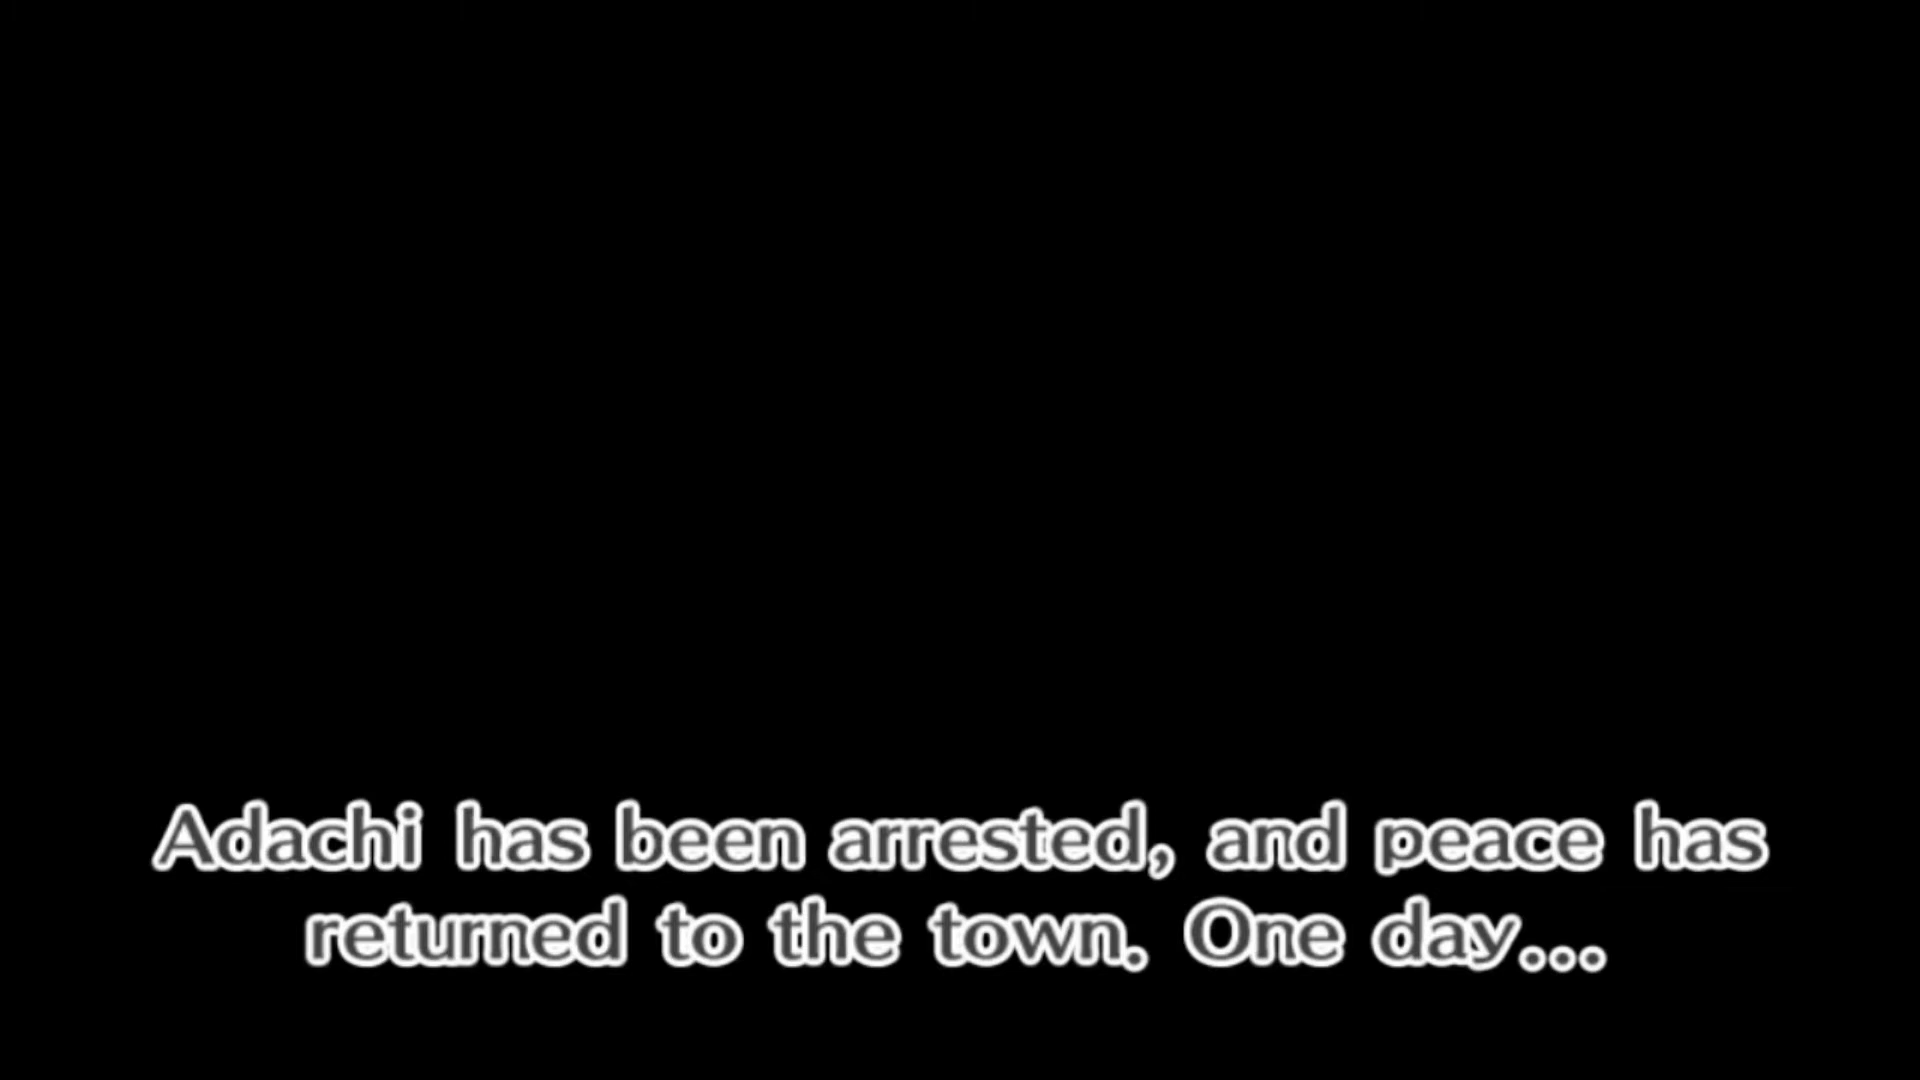 Adachi has been arrested, and peace has
returned to the town. One day...